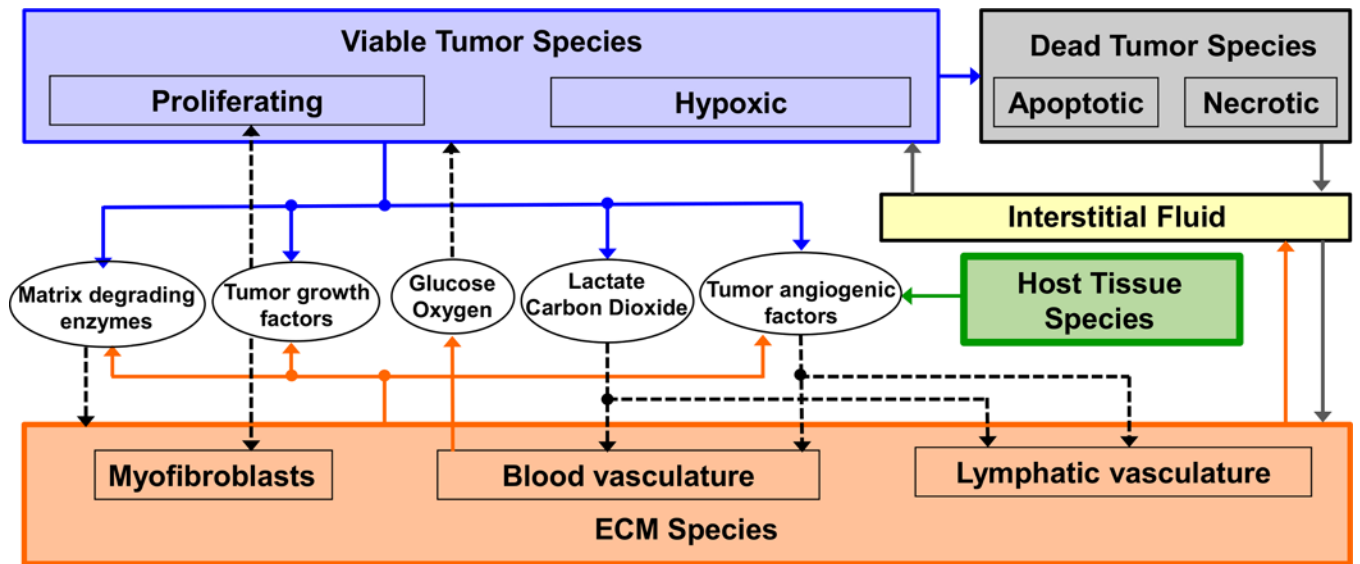 Viable Tumor Species
Proliferating
Hypoxic
Dead Tumor Species
Apoptotic
Necrotic
Interstitial Fluid
Matrix degrading
enzymes
Tumor growth
factors
Glucose
Oxygen
Lactate
Carbon Dioxide
Tumor angiogenic
factors
Host Tissue
Species
Myofibroblasts
Blood vasculature
Lymphatic vasculature
ECM Species